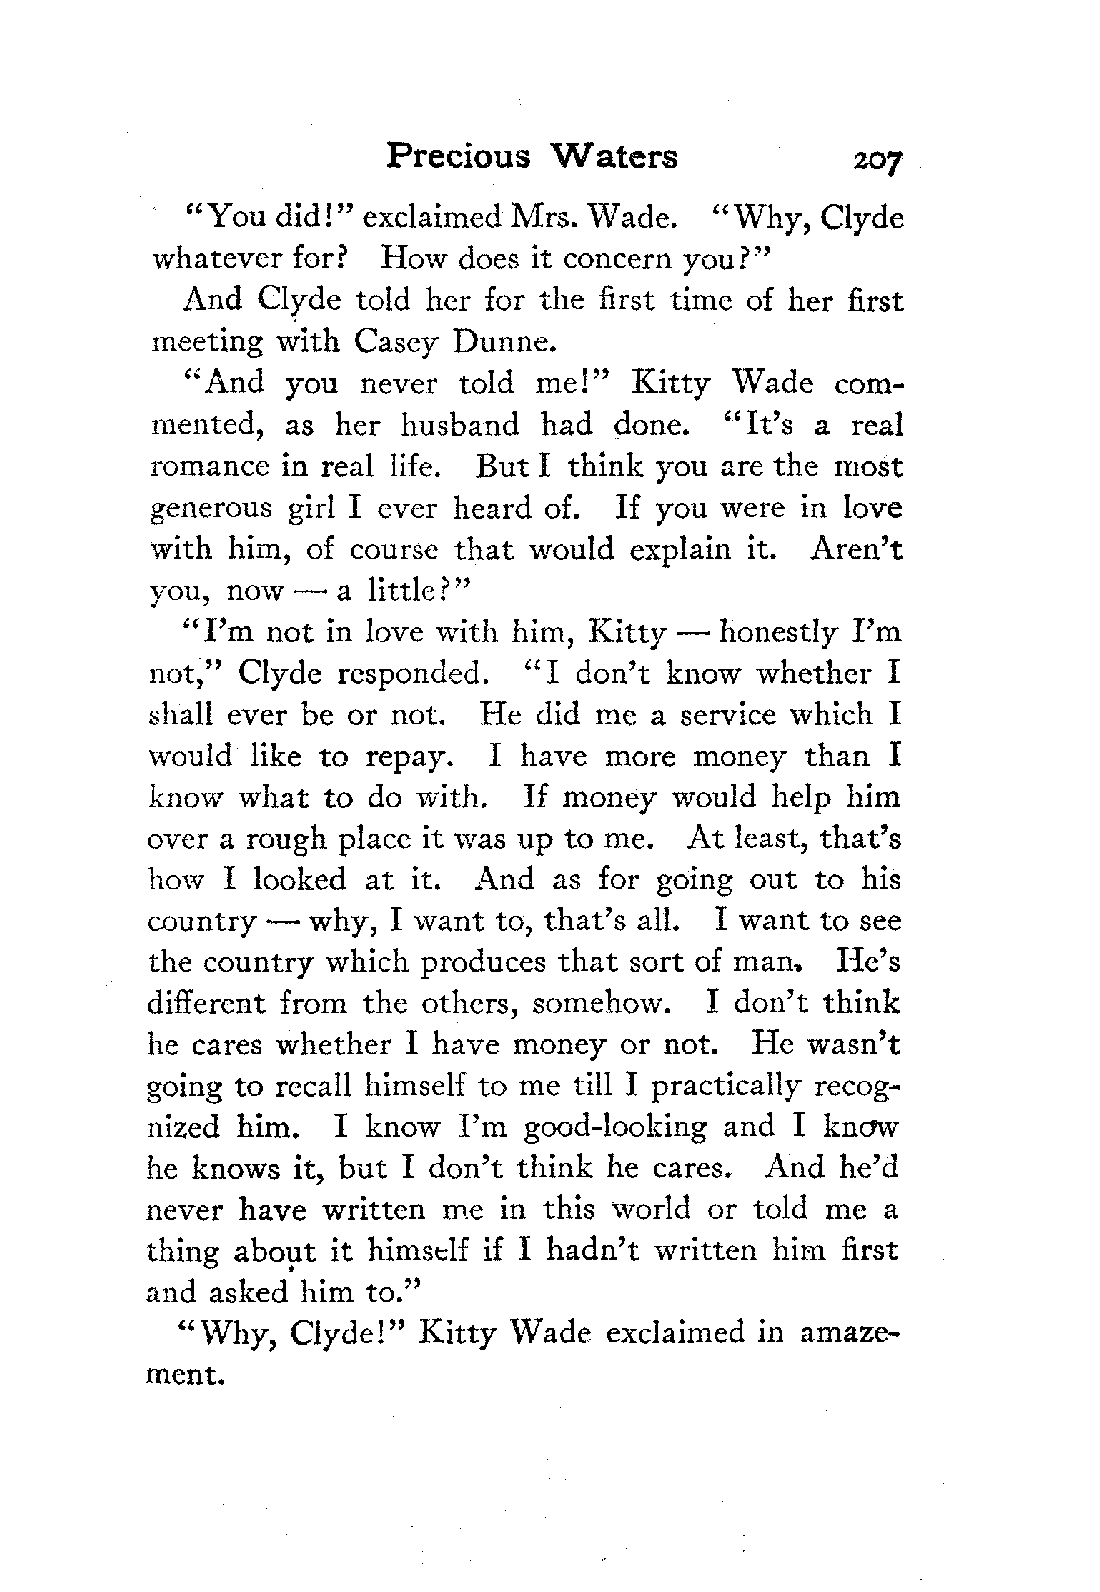 Precious Waters 207
“You did!” exclaimed Mrs. Wade. “Why, Clyde
whatever for? How does it concern you?”
And Clyde told her for the first time of her first
meeting with Casey Dunne.
“And you never told me!” Kitty Wade com-
mented, as her husband had done. “It’s a real
romance in real life. But I think you are the most
generous girl I ever heard of. If you were in love
with him, of course that would explain it. Aren’t
you, now — a little?”
“I’m not in love with him, Kitty — honestly I’m
not,” Clyde responded. “I don’t know whether I
shall ever be or not. He did me a service which I
would like to repay. I have more money than I
know what to do with. If money would help him
over a rough place it was up to me. At least, that’s
how I looked at it. And as for going out to his
country — why, I want to, that’s all. I want to see
the country which produces that sort of man. He’s
different from the others, somehow. I don’t think
he cares whether I have money or not. He wasn’t
going to recall himself to me till I practically recog-
nized him. I know I’m good-looking and I know
he knows it, but I don’t think he cares. And he’d
never have written me in this world or told me a
thing about it himself if I hadn’t written him first
and asked him to.”
“Why, Clyde!” Kitty Wade exclaimed in amaze-
ment.